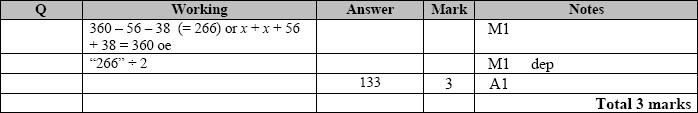 Q Working Answer Mark Notes
360 – 56 – 38 (= 266) or x + x + 56 M1
+ 38 = 360 oe
“266” ÷ 2 M1 dep
133 3 A1
Total 3 marks